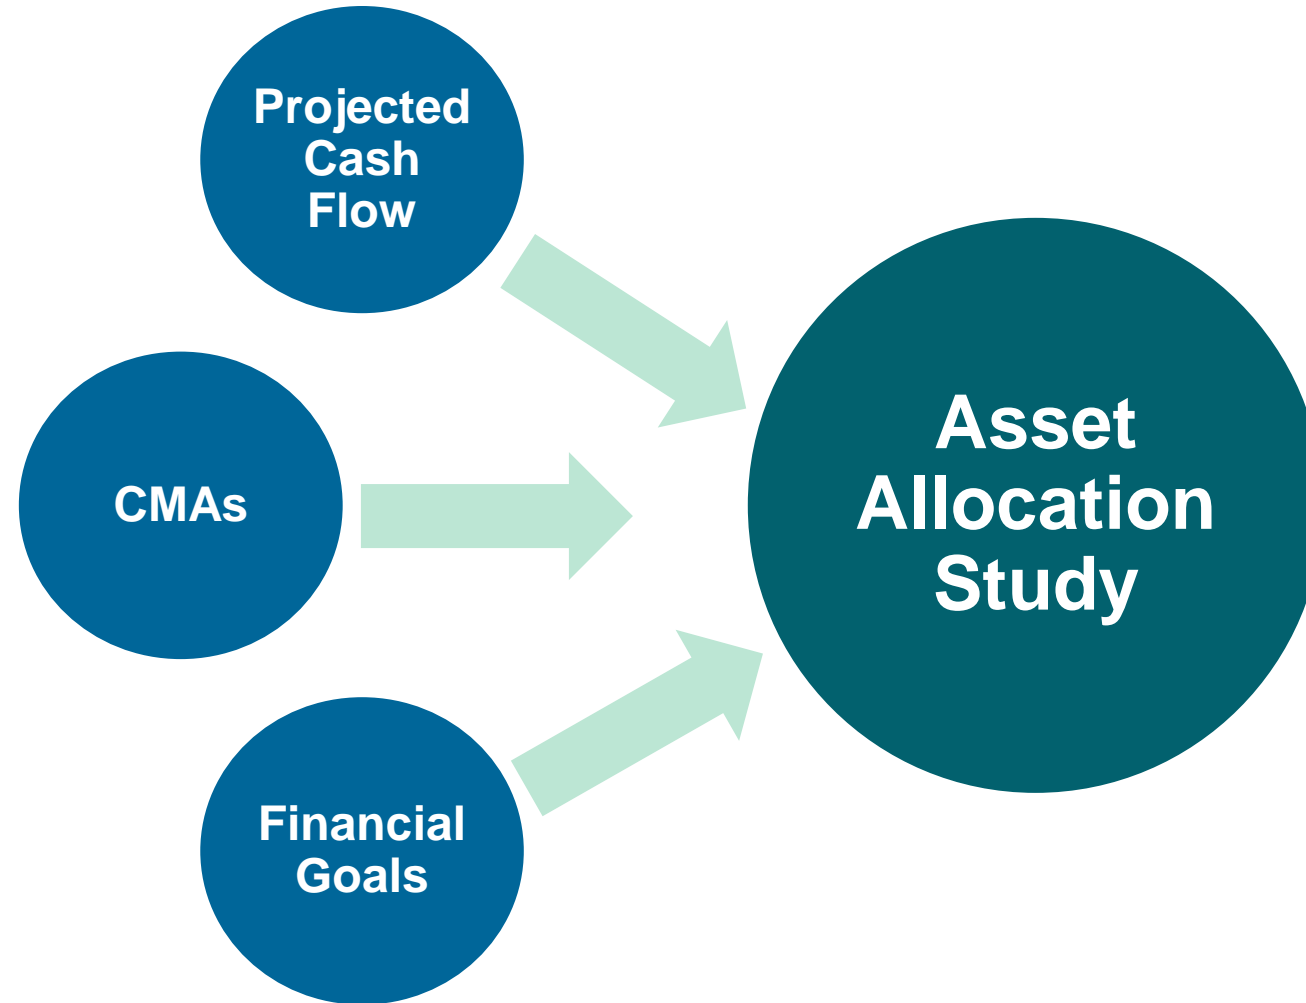 Projected
Cash
Flow
CMAs
Financial
Goals
Asset
Allocation
Study